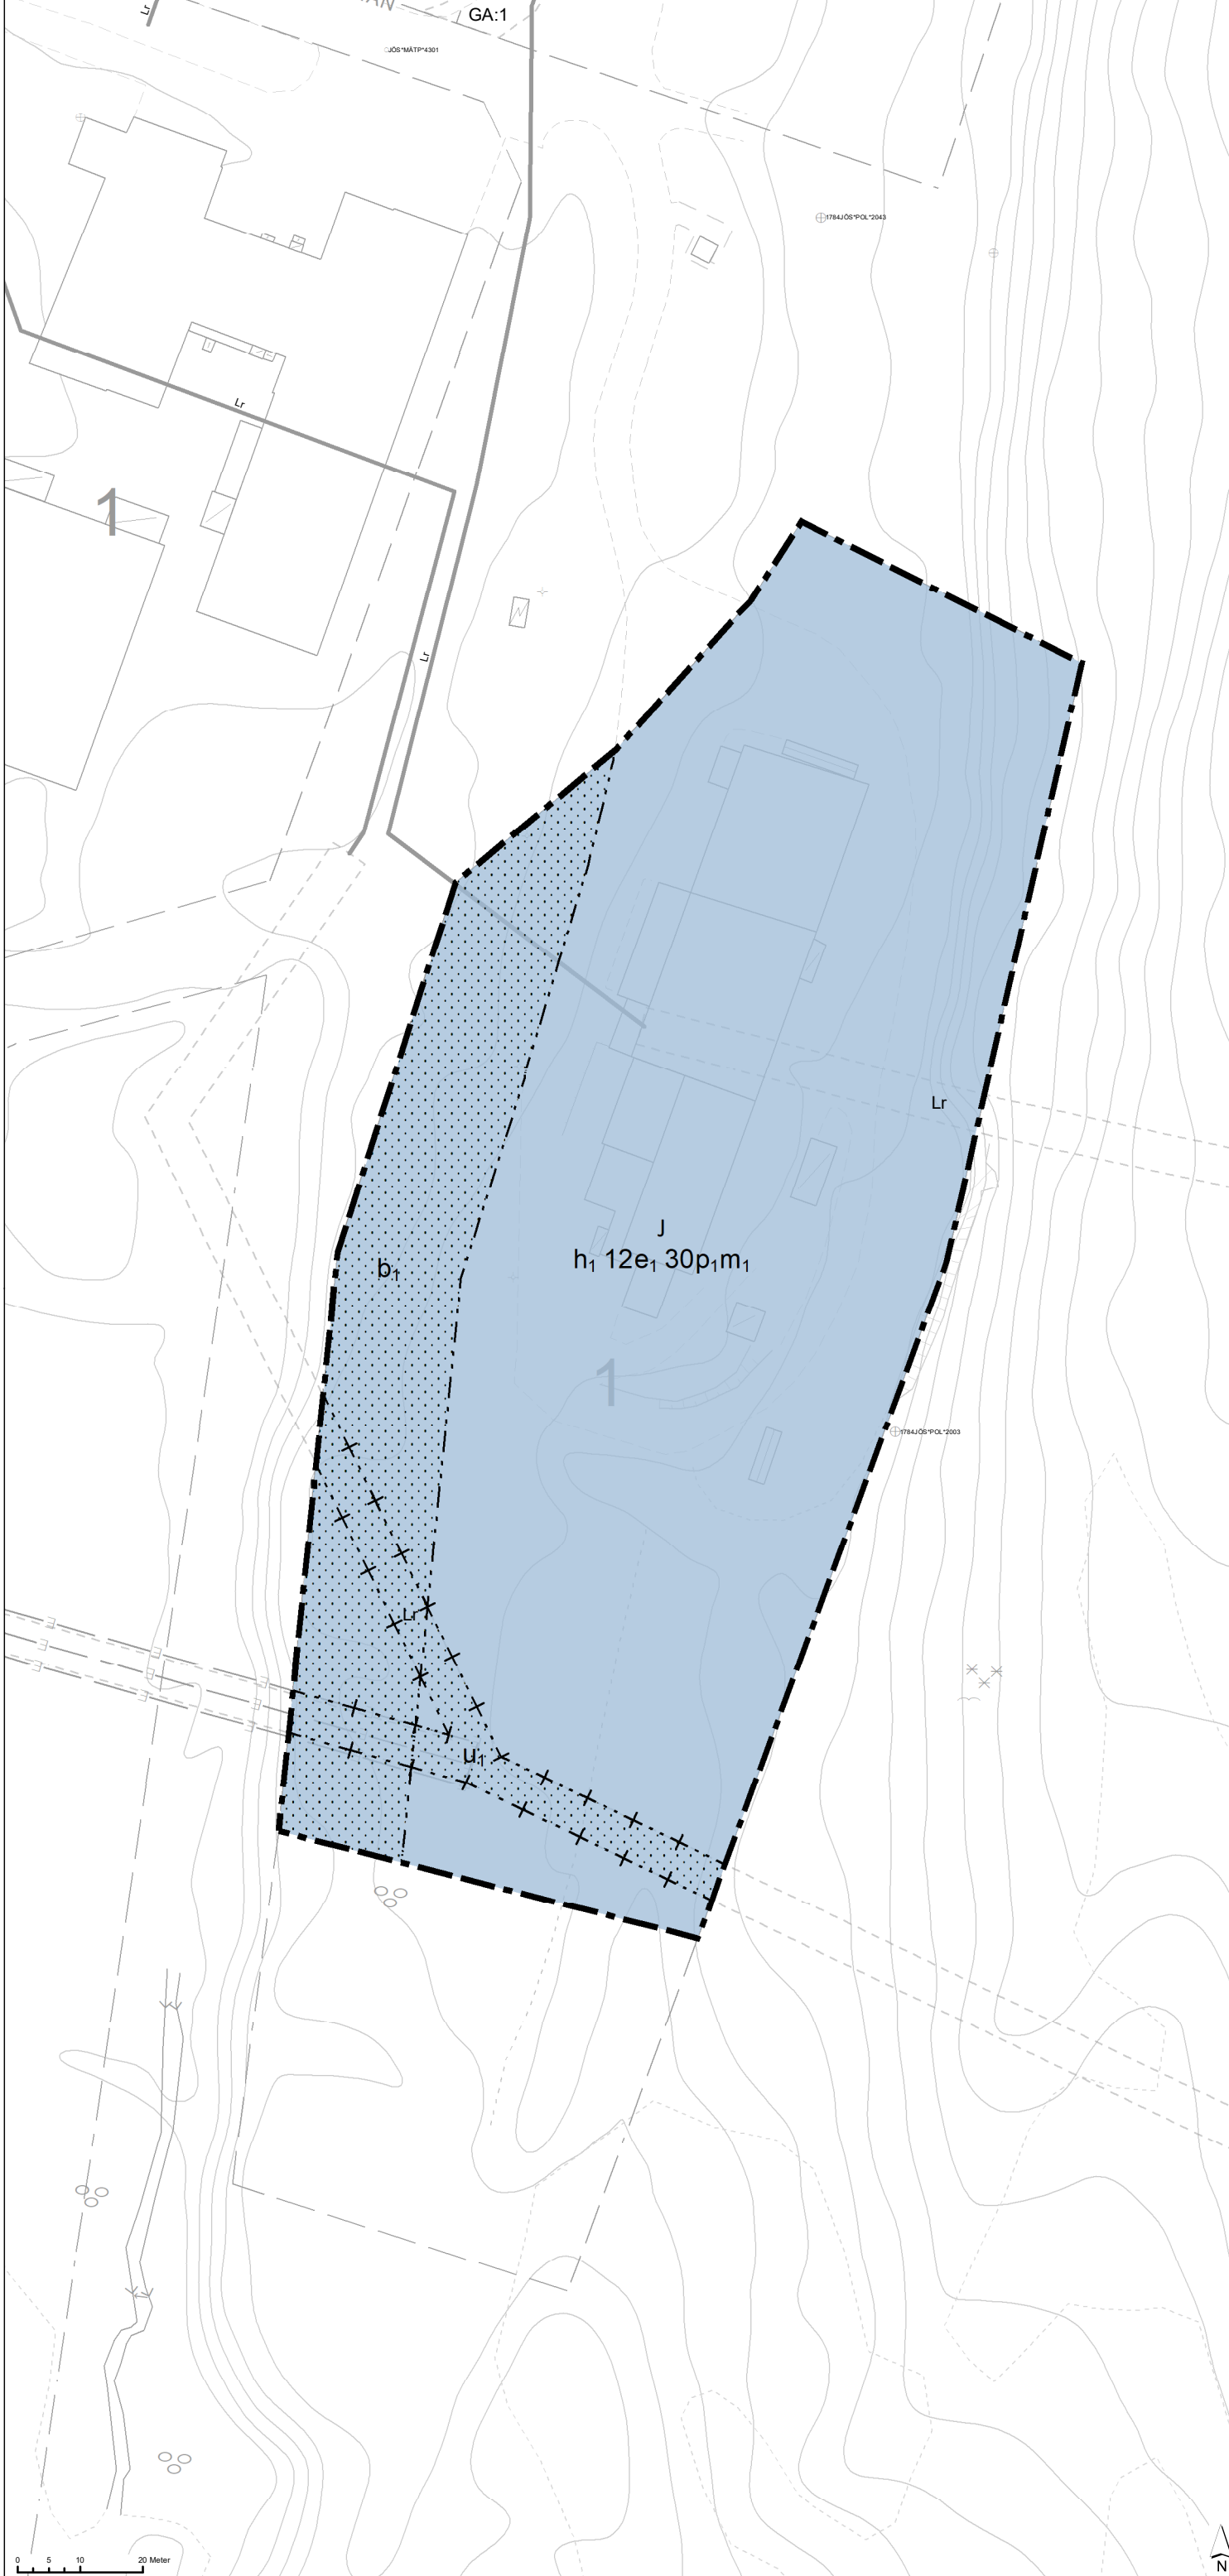 Lr
GA:1
JÖS*MÄTP*4301
1784JÖS*POL*2043
Lr
1
Lr
Lr
J
h₁ 12e₁ 30p₁m₁
b₁
1
1784JÖS*POL*2003
Lr
u₁
0 5 10 20 Meter
N